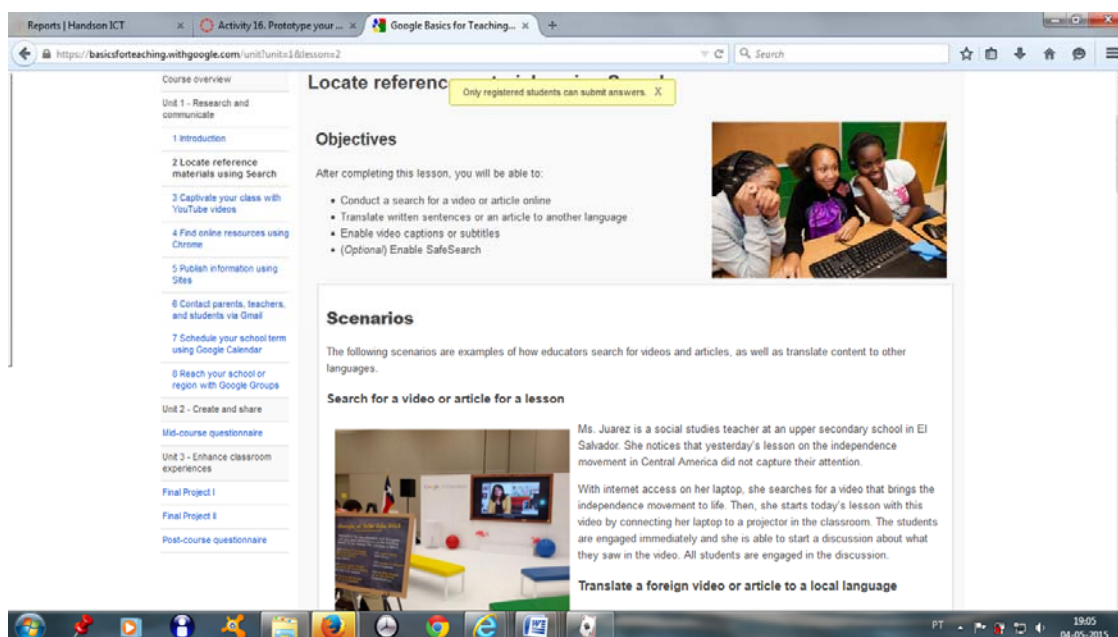 Reports | Handson ICT
Activity 16. Prototype your ...
Google Basics for Teaching...
https://basicsforteaching.withgoogle.com/unit?unit=1&lesson=2
Search
Course overview
Unit 1 - Research and
communicate
1 Introduction
2 Locate reference
materials using Search
3 Captivate your class with
YouTube videos
4 Find online resources using
Chrome
5 Publish information using
Sites
6 Contact parents, teachers,
and students via Gmail
7 Schedule your school term
using Google Calendar
8 Reach your school or
region with Google Groups
Unit 2 - Create and share
Mid-course questionnaire
Unit 3 - Enhance classroom
experiences
Final Project I
Final Project II
Post-course questionnaire
Locate
Only registered students can submit answers. X
Objectives
After completing this lesson, you will be able to:
• Conduct a search for a video or article online
• Translate written sentences or an article to another language
• Enable video captions or subtitles
• (Optional) Enable SafeSearch
Scenarios
The following scenarios are examples of how educators search for videos and articles, as well as translate content to other
languages.
Search for a video or article for a lesson
Ms. Juarez is a social studies teacher at an upper secondary school in El
Salvador. She notices that yesterday's lesson on the independence
movement in Central America did not capture their attention.
With internet access on her laptop, she searches for a video that brings the
independence movement to life. Then, she starts today's lesson with this
video by connecting her laptop to a projector in the classroom. The students
are engaged immediately and she is able to start a discussion about what
they saw in the video. All students are engaged in the discussion.
Translate a foreign video or article to a local language
PT
19:05
04-05-2015